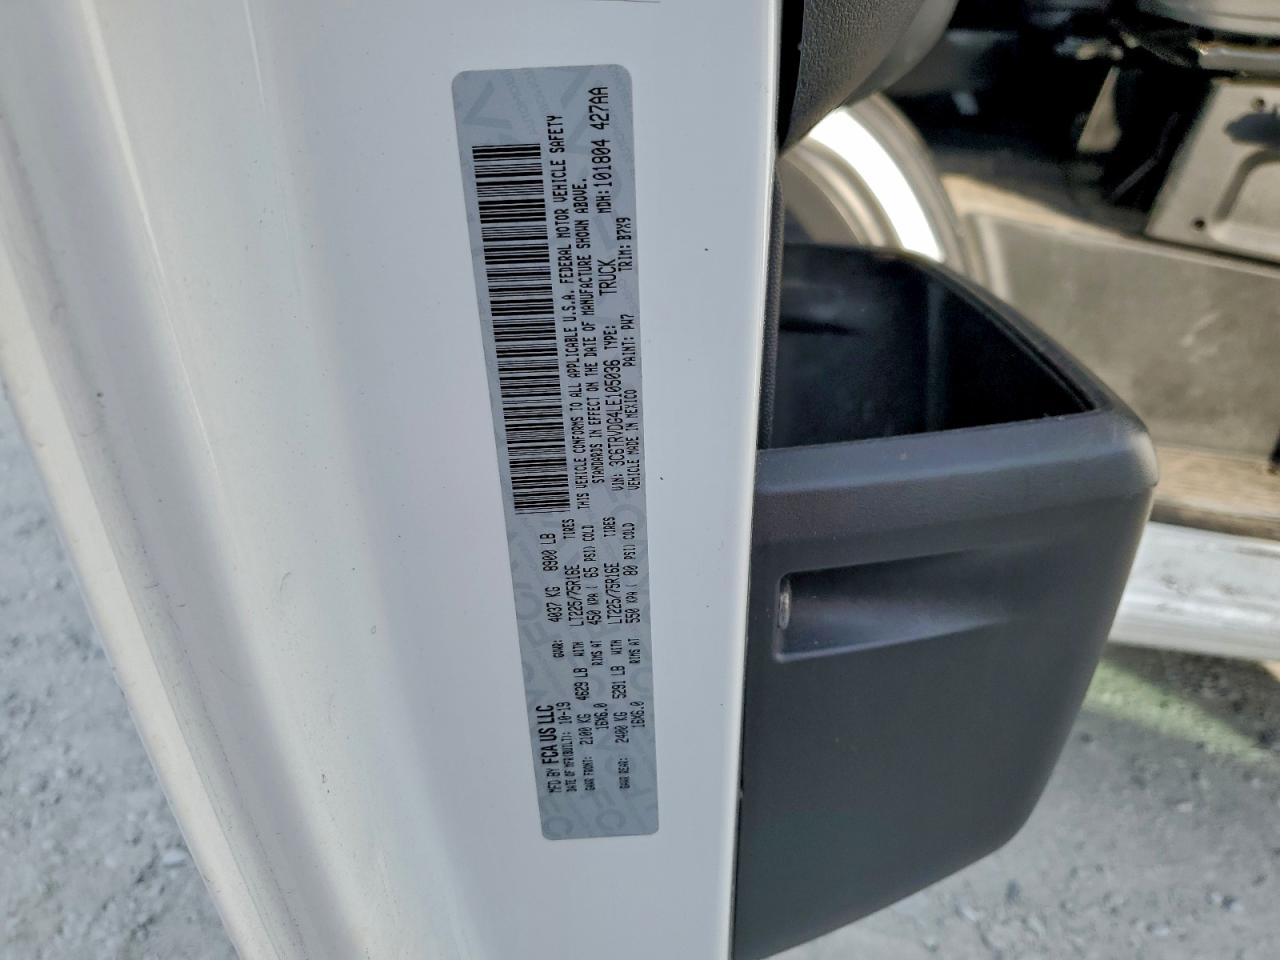 MFD BY FCA US LLC
DATE OF MFR(BUILT): 10-19 GVWR: 4037 KG 8900 LB
GAWR FRONT: 2100 KG 4629 LB WITH LT225/75R16E TIRES
16X6.0 RIMS AT 450 KPA ( 65 PSI) COLD
GAWR REAR: 2400 KG 5291 LB WITH LT225/75R16E TIRES
16X6.0 RIMS AT 550 KPA ( 80 PSI) COLD
THIS VEHICLE CONFORMS TO ALL APPLICABLE U.S.A. FEDERAL MOTOR VEHICLE SAFETY
STANDARDS IN EFFECT ON THE DATE OF MANUFACTURE SHOWN ABOVE.
VIN: 3C6TRVDG4LE105036 TYPE: TRUCK MDH:101804 427AA
VEHICLE MADE IN MEXICO PAINT: PW7 TRIM: B7X9